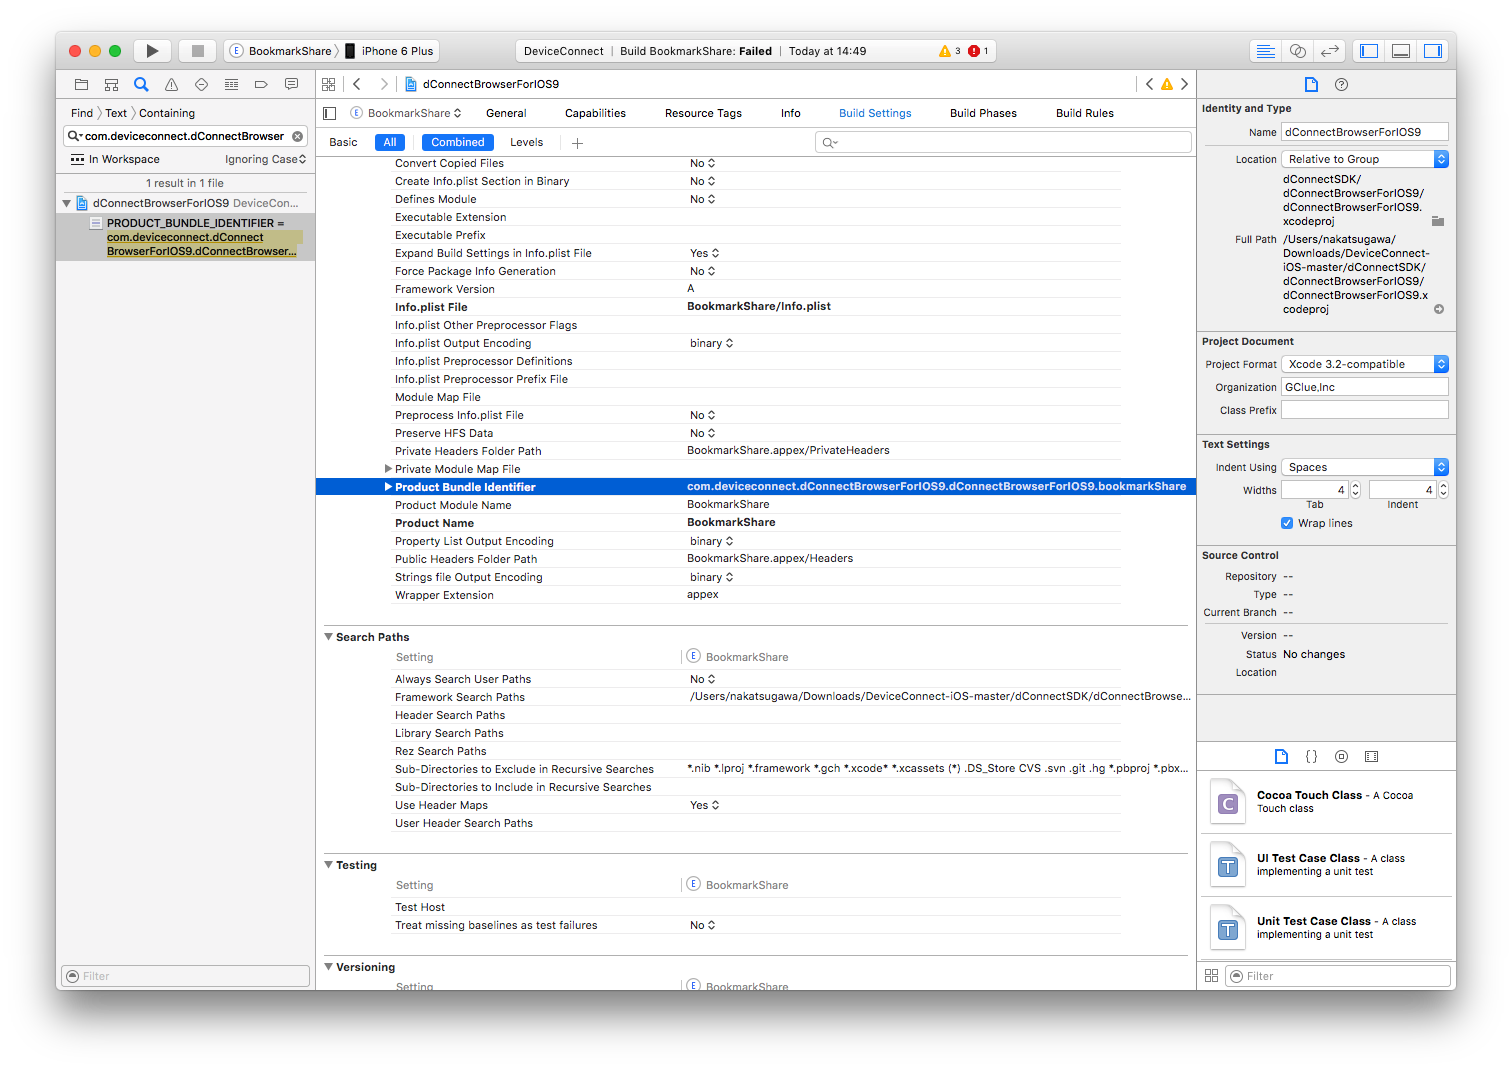 BookmarkShare
iPhone 6 Plus
DeviceConnect | Build BookmarkShare: Failed | Today at 14:49
3
1
dConnectBrowserForIOS9
Find
Text
Containing
com.deviceconnect.dConnectBrowser
In Workspace
Ignoring Case
1 result in 1 file
dConnectBrowserForIOS9 DeviceCon...
PRODUCT_BUNDLE_IDENTIFIER =
com.deviceconnect.dConnect
BrowserForIOS9.dConnectBrowser...
Filter
E BookmarkShare
General
Capabilities
Resource Tags
Info
Build Settings
Build Phases
Build Rules
Basic
All
Combined
Levels
Convert Copied Files No
Create Info.plist Section in Binary No
Defines Module No
Executable Extension
Executable Prefix
Expand Build Settings in Info.plist File Yes
Force Package Info Generation No
Framework Version A
Info.plist File BookmarkShare/Info.plist
Info.plist Other Preprocessor Flags
Info.plist Output Encoding binary
Info.plist Preprocessor Definitions
Info.plist Preprocessor Prefix File
Module Map File
Preprocess Info.plist File No
Preserve HFS Data No
Private Headers Folder Path BookmarkShare.appex/PrivateHeaders
Private Module Map File
Product Bundle Identifier com.deviceconnect.dConnectBrowserForIOS9.dConnectBrowserForIOS9.bookmarkShare
Product Module Name BookmarkShare
Product Name BookmarkShare
Property List Output Encoding binary
Public Headers Folder Path BookmarkShare.appex/Headers
Strings file Output Encoding binary
Wrapper Extension appex
Search Paths
Setting E BookmarkShare
Always Search User Paths No
Framework Search Paths /Users/nakatsugawa/Downloads/DeviceConnect-iOS-master/dConnectSDK/dConnectBrowse...
Header Search Paths
Library Search Paths
Rez Search Paths
Sub-Directories to Exclude in Recursive Searches *.nib *.lproj *.framework *.gch *.xcode* *.xcassets (*) .DS_Store CVS .svn .git .hg *.pbproj *.pbx...
Sub-Directories to Include in Recursive Searches
Use Header Maps Yes
User Header Search Paths
Testing
Setting E BookmarkShare
Test Host
Treat missing baselines as test failures No
Versioning
Setting E BookmarkShare
Identity and Type
Name dConnectBrowserForIOS9
Location Relative to Group
dConnectSDK/
dConnectBrowserForIOS9/
dConnectBrowserForIOS9.
xcodeproj
Full Path /Users/nakatsugawa/
Downloads/DeviceConnect-
iOS-master/dConnectSDK/
dConnectBrowserForIOS9/
dConnectBrowserForIOS9.x
codeproj
Project Document
Project Format Xcode 3.2-compatible
Organization GClue,Inc
Class Prefix
Text Settings
Indent Using Spaces
Widths 4 4
Tab Indent
Wrap lines
Source Control
Repository --
Type --
Current Branch --
Version --
Status No changes
Location
{ }
C
Cocoa Touch Class - A Cocoa
Touch class
T
UI Test Case Class - A class
implementing a unit test
T
Unit Test Case Class - A class
implementing a unit test
Filter